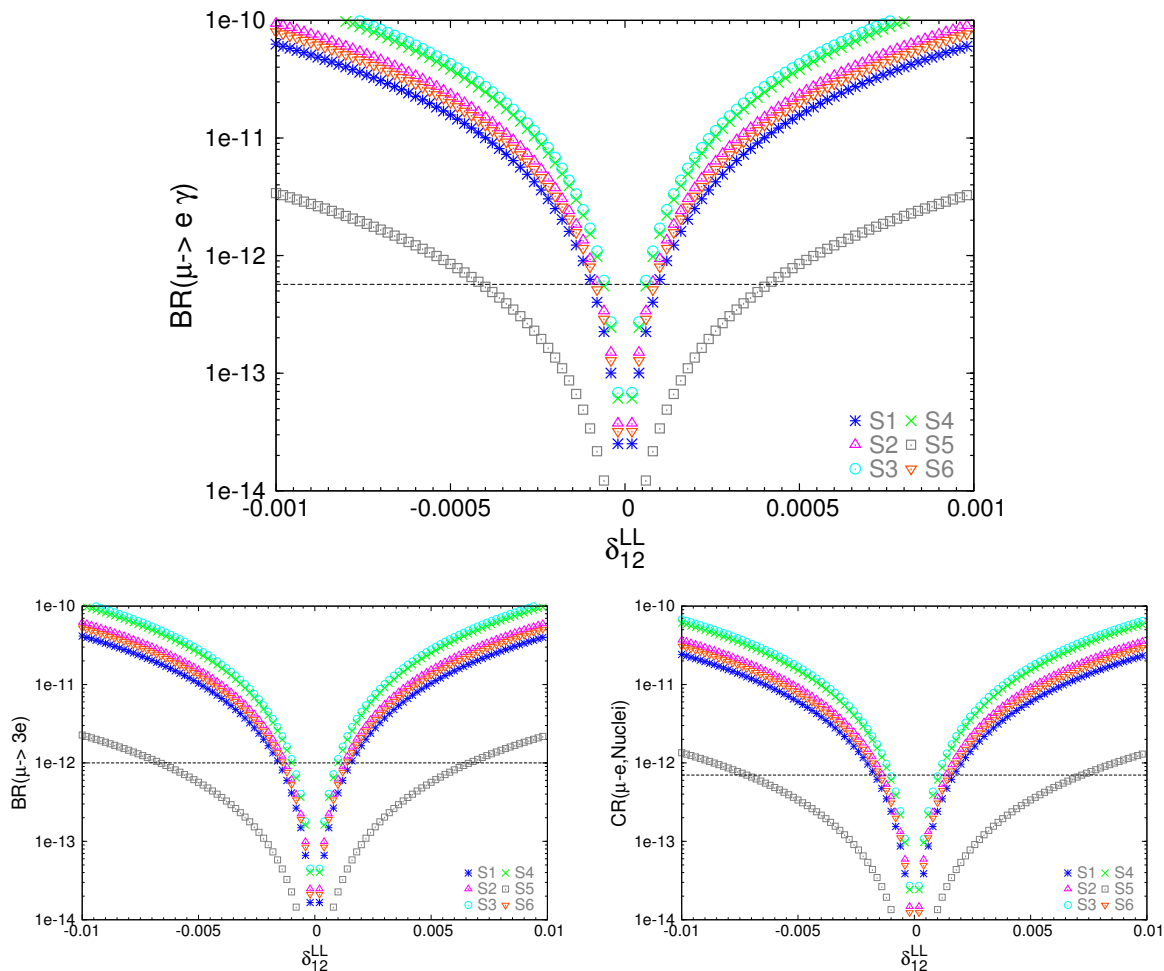 1e-10
1e-11
1e-12
1e-13
1e-14
BR(μ-> e γ)
S1 S4
S2 S5
S3 S6
-0.001 -0.0005 0 0.0005 0.001
δ₁₂ᴸᴸ
1e-10
1e-11
1e-12
1e-13
1e-14
BR(μ-> 3e)
S1 S4
S2 S5
S3 S6
-0.01 -0.005 0 0.005 0.01
δ₁₂ᴸᴸ
1e-10
1e-11
1e-12
1e-13
1e-14
CR(μ-e,Nuclei)
S1 S4
S2 S5
S3 S6
-0.01 -0.005 0 0.005 0.01
δ₁₂ᴸᴸ